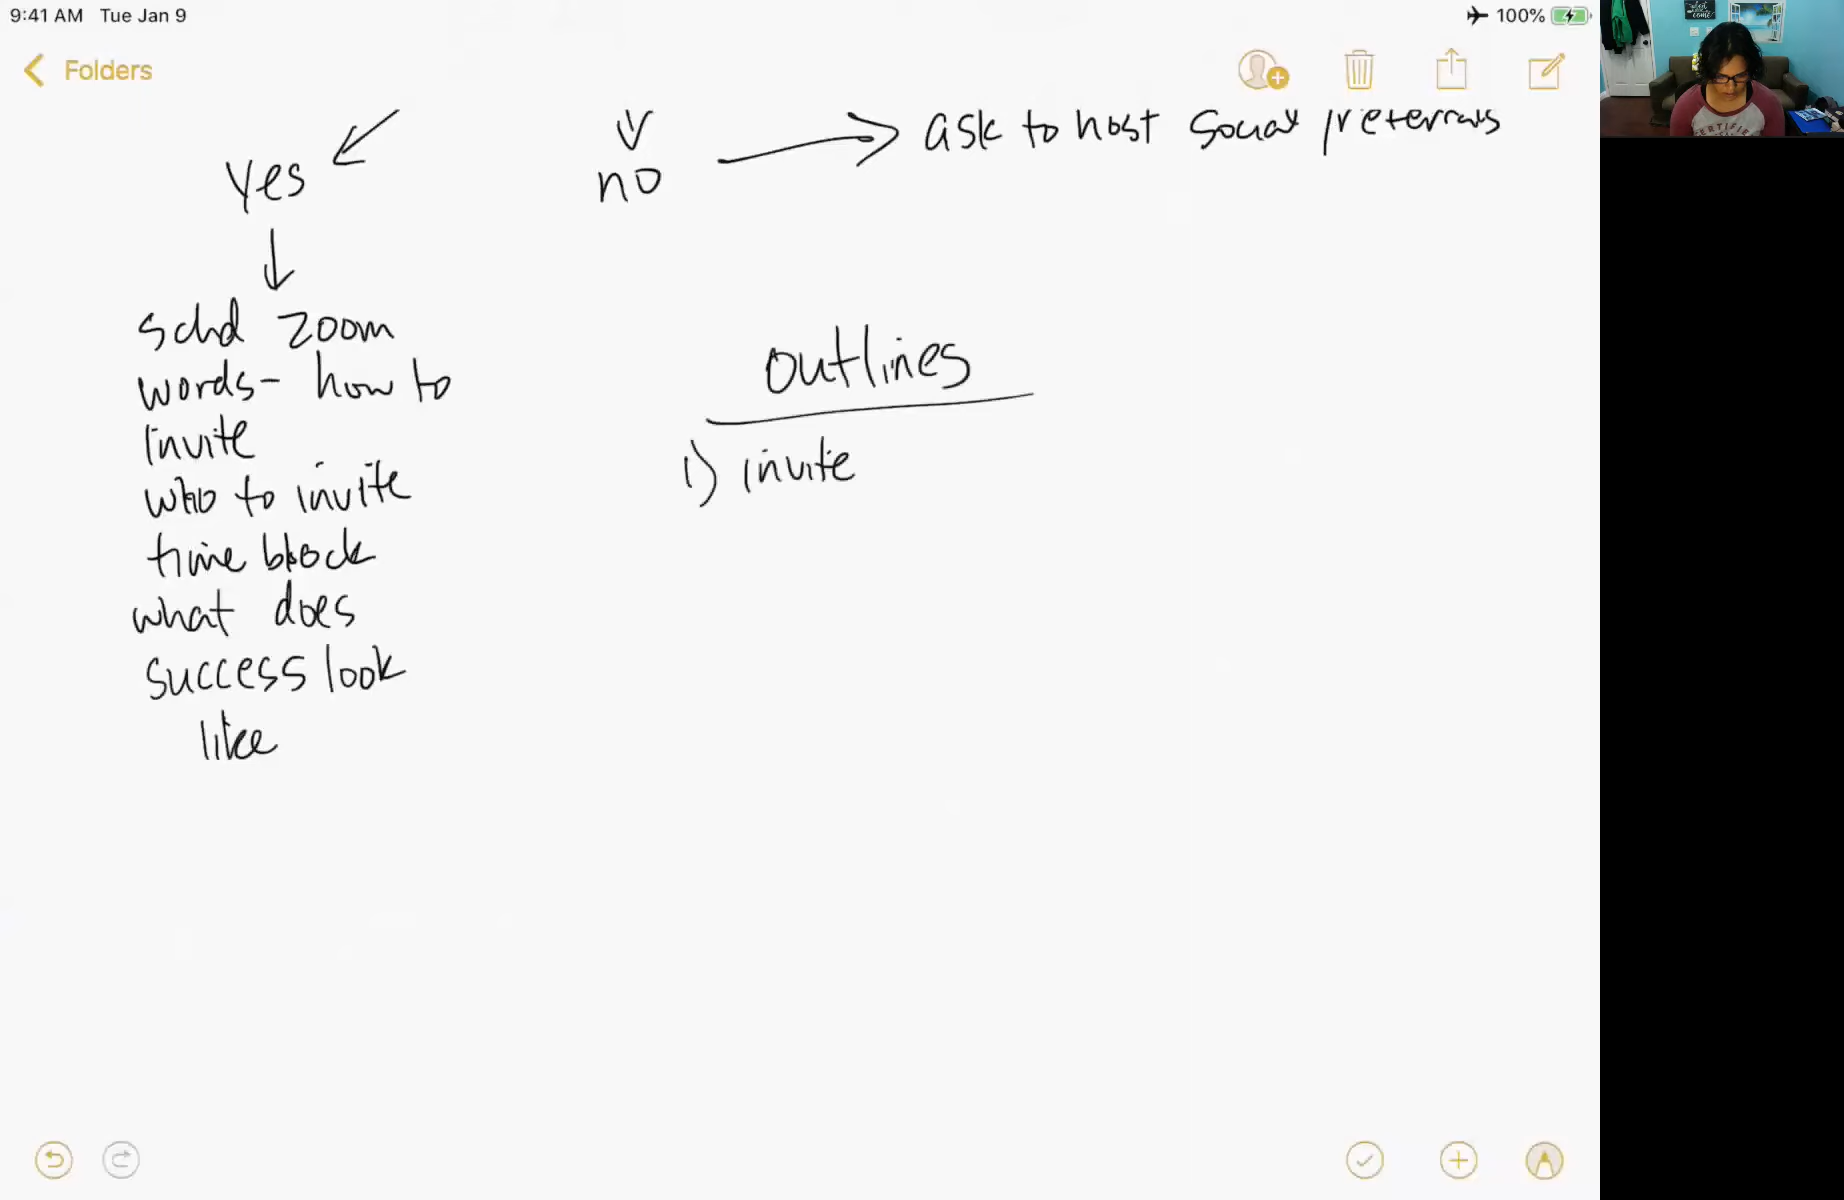 9:41 AM Tue Jan 9
100%
Folders
ask to host social / referrals
yes
no
schd zoom
words- how to
invite
who to invite
time block
what does
success look
like
outlines
1) invite